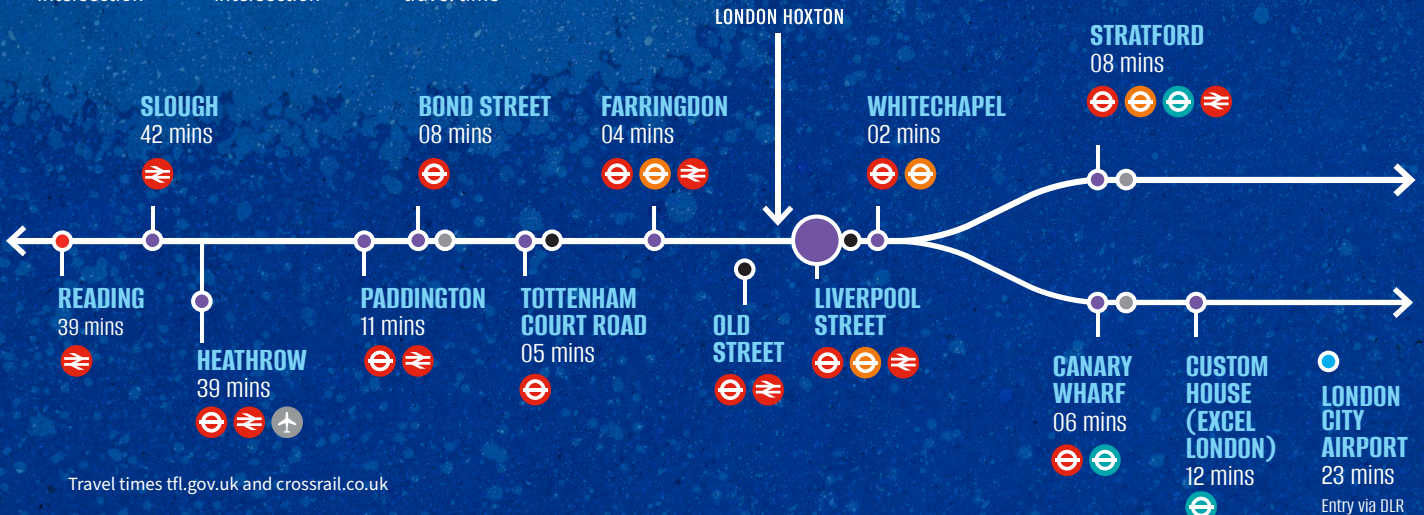 LONDON HOXTON
STRATFORD
08 mins
SLOUGH
42 mins
BOND STREET
08 mins
FARRINGDON
04 mins
WHITECHAPEL
02 mins
READING
39 mins
HEATHROW
39 mins
PADDINGTON
11 mins
TOTTENHAM
COURT ROAD
05 mins
OLD
STREET
LIVERPOOL
STREET
CANARY
WHARF
06 mins
CUSTOM
HOUSE
(EXCEL
LONDON)
12 mins
LONDON
CITY
AIRPORT
23 mins
Entry via DLR
Travel times tfl.gov.uk and crossrail.co.uk